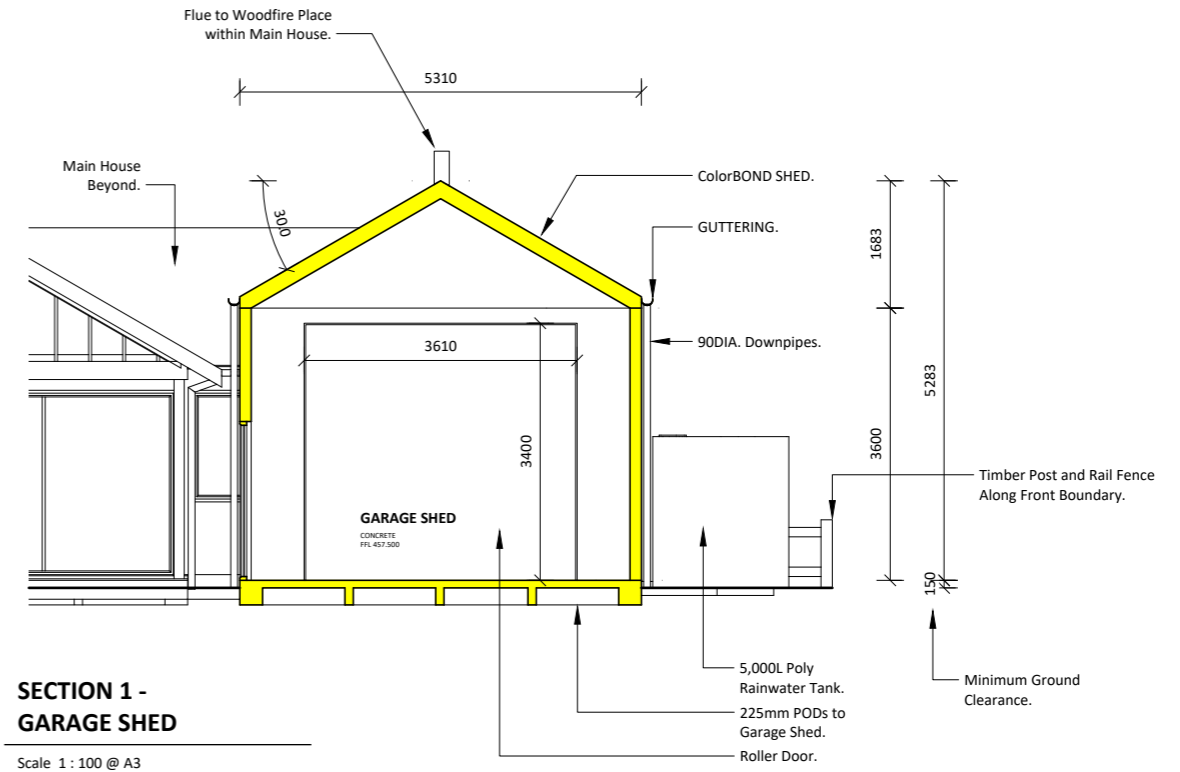 Flue to Woodfire Place
within Main House.
5310
Main House
Beyond.
30.0
ColorBOND SHED.
GUTTERING.
1683
90DIA. Downpipes.
3610
5283
3400
3600
Timber Post and Rail Fence
Along Front Boundary.
GARAGE SHED
CONCRETE
FFL 457.500
150
5,000L Poly
Rainwater Tank.
Minimum Ground
Clearance.
225mm PODs to
Garage Shed.
Roller Door.
SECTION 1 -
GARAGE SHED
Scale 1 : 100 @ A3